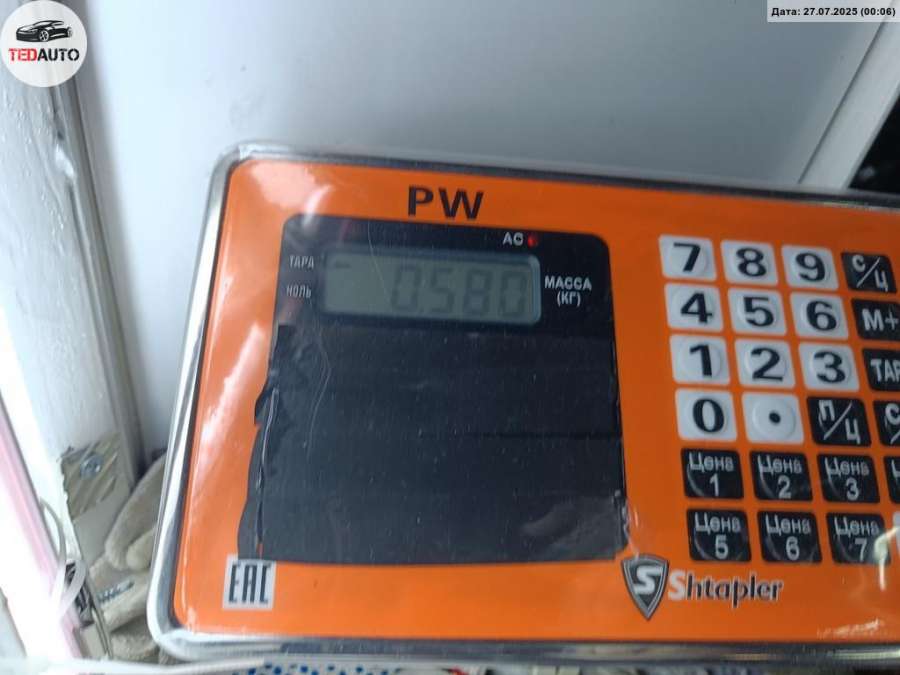 Дата: 27.07.2025 (00:06)
TEDAUTO
PW
AC
ТАРА
НОЛЬ
0.580
МАССА
(КГ)
7 8 9 С/Ц
4 5 6 М+
1 2 3 ТАР
0 . П/Ц
Цена 1 Цена 2 Цена 3
Цена 5 Цена 6 Цена 7
EAC
S Shtapler